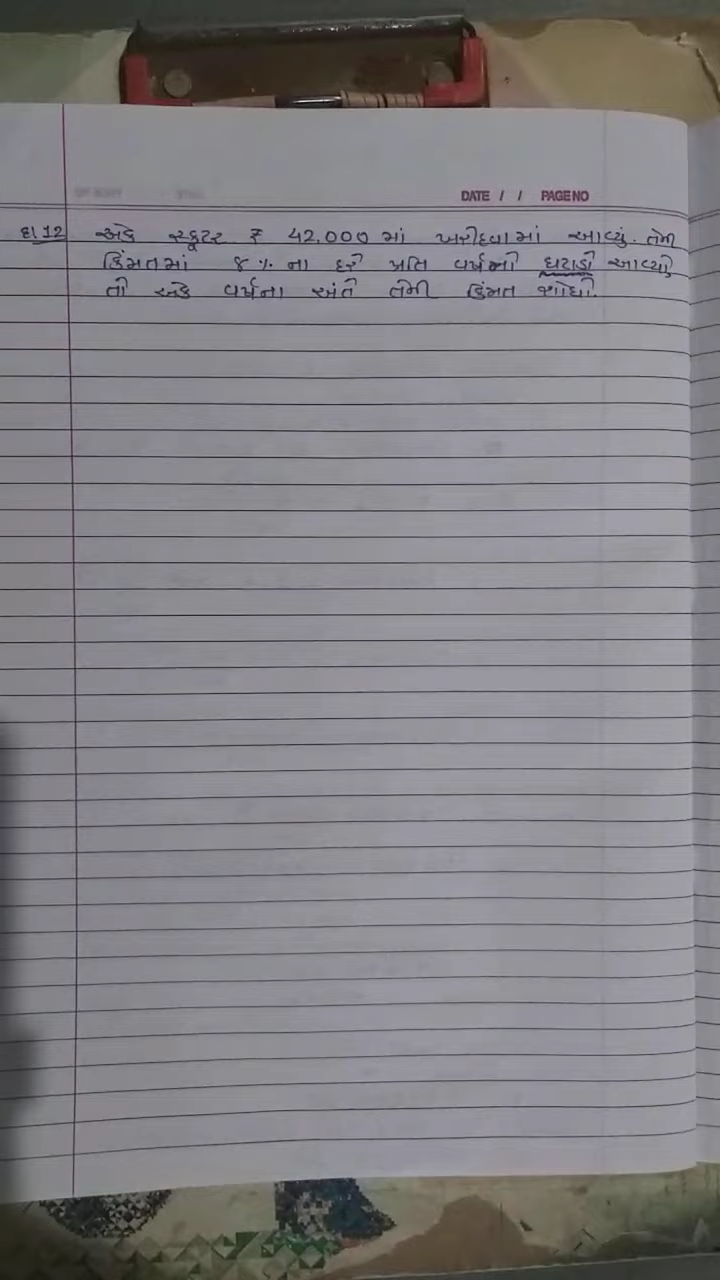 DATE / / PAGE NO
દા 12 એક સ્કૂટર ₹ 42,000 માં ખરીદવામાં આવ્યું. તેની
કિંમતમાં 8 % ના દરે પ્રતિ વર્ષની ઘટાડો આવ્યો,
તો એક વર્ષના અંતે તેની કિંમત શોધો.